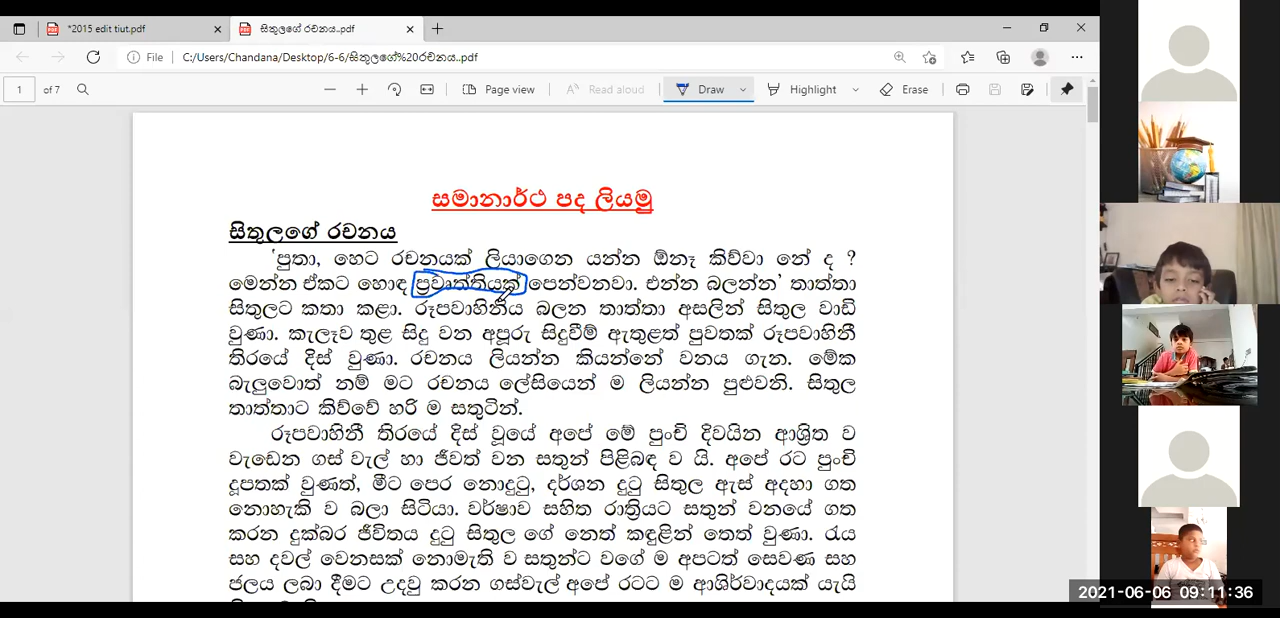 *2015 edit tiut.pdf
සිතුලගේ රචනය..pdf
File C:/Users/Chandana/Desktop/6-6/සිතුලගේ%20රචනය..pdf
1 of 7 Page view Read aloud Draw Highlight Erase
සමානාර්ථ පද ලියමු
සිතුලගේ රචනය
'පුතා, හෙට රචනයක් ලියාගෙන යන්න ඕනෑ කිව්වා නේ ද ?
මෙන්න ඒකට හොඳ ප්‍රවෘත්තියක් පෙන්වනවා. එන්න බලන්න' තාත්තා
සිතුලට කතා කළා. රූපවාහිනිය බලන තාත්තා අසලින් සිතුල වාඩි
වුණා. කැලෑව තුළ සිදු වන අපූරු සිදුවීම් ඇතුළත් පුවතක් රූපවාහිනී
තිරයේ දිස් වුණා. රචනය ලියන්න කියන්නේ වනය ගැන. මේක
බැලුවොත් නම් මට රචනය ලේසියෙන් ම ලියන්න පුළුවනි. සිතුල
තාත්තාට කිව්වේ හරි ම සතුටින්.
රූපවාහිනී තිරයේ දිස් වූයේ අපේ මේ පුංචි දිවයින ආශ්‍රිත ව
වැඩෙන ගස් වැල් හා ජීවත් වන සතුන් පිළිබඳ ව යි. අපේ රට පුංචි
දූපතක් වුණත්, මීට පෙර නොදුටු, දර්ශන දුටු සිතුල ඇස් අදහා ගත
නොහැකි ව බලා සිටියා. වර්ෂාව සහිත රාත්‍රියට සතුන් වනයේ ගත
කරන දුක්බර ජීවිතය දුටු සිතුල ගේ නෙත් කඳුළින් තෙත් වුණා. රැය
සහ දවල් වෙනසක් නොමැති ව සතුන්ට වගේ ම අපටත් සෙවණ සහ
ජලය ලබා දීමට උදවු කරන ගස්වැල් අපේ රටට ම ආශිර්වාදයක් යැයි
2021-06-06 09:11:36